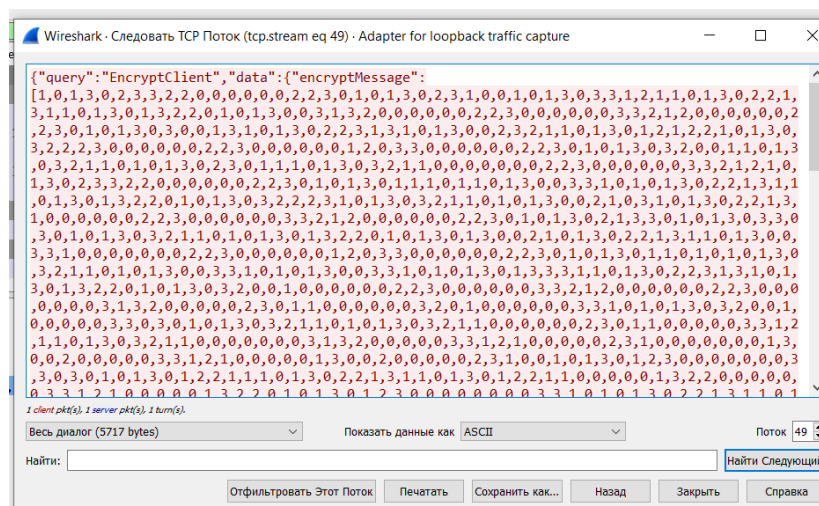 Wireshark · Следовать TCP Поток (tcp.stream eq 49) · Adapter for loopback traffic capture
{"query":"EncryptClient","data":{"encryptMessage":
[1,0,1,3,0,2,3,3,2,2,0,0,0,0,0,0,2,2,3,0,1,0,1,3,0,2,3,1,0,0,1,0,1,3,0,3,3,1,2,1,1,0,1,3,0,2,2,1,
3,1,1,0,1,3,0,1,3,2,2,0,1,0,1,3,0,0,3,1,3,2,0,0,0,0,0,0,2,2,3,0,0,0,0,0,0,3,3,2,1,2,0,0,0,0,0,0,2
,2,3,0,1,0,1,3,0,3,0,0,1,3,1,0,1,3,0,2,2,3,1,3,1,0,1,3,0,0,2,3,2,1,1,0,1,3,0,1,2,1,2,2,1,0,1,3,0,
3,2,2,2,3,0,0,0,0,0,0,2,2,3,0,0,0,0,0,0,1,2,0,3,3,0,0,0,0,0,0,2,2,3,0,1,0,1,3,0,3,2,0,0,1,1,0,1,3
,0,3,2,1,1,0,1,0,1,3,0,2,3,0,1,1,1,0,1,3,0,3,2,1,1,0,0,0,0,0,0,0,2,2,3,0,0,0,0,0,0,3,3,2,1,2,1,0,
1,3,0,2,3,3,2,2,0,0,0,0,0,0,2,2,3,0,1,0,1,3,0,1,1,1,0,1,1,0,1,3,0,0,3,3,1,0,1,0,1,3,0,2,2,1,3,1,1
,0,1,3,0,1,3,2,2,0,1,0,1,3,0,3,2,2,2,3,1,0,1,3,0,3,2,1,1,0,1,0,1,3,0,0,2,1,0,3,1,0,1,3,0,2,2,1,3,
1,0,0,0,0,0,0,2,2,3,0,0,0,0,0,0,3,3,2,1,2,0,0,0,0,0,0,2,2,3,0,1,0,1,3,0,2,1,3,3,0,1,0,1,3,0,3,3,0
,3,0,1,0,1,3,0,3,2,1,1,0,1,0,1,3,0,1,3,2,2,0,1,0,1,3,0,1,3,0,0,2,1,0,1,3,0,2,2,1,3,1,1,0,1,3,0,0,
3,3,1,0,0,0,0,0,0,2,2,3,0,0,0,0,0,0,1,2,0,3,3,0,0,0,0,0,0,2,2,3,0,1,0,1,3,0,1,1,0,1,0,1,0,1,3,0
,3,2,1,1,0,1,0,1,3,0,0,3,3,1,0,1,0,1,3,0,0,3,3,1,0,1,0,1,3,0,1,3,3,3,1,1,0,1,3,0,2,2,1,3,1,1,0,1,
3,0,1,3,2,2,0,1,0,1,3,0,3,2,0,0,1,0,0,0,0,0,0,2,2,3,0,0,0,0,0,0,3,3,2,1,2,0,0,0,0,0,0,2,2,3,0,0,0
,0,0,0,0,3,1,3,2,0,0,0,0,0,2,3,0,1,1,0,0,0,0,0,0,3,2,0,1,0,0,0,0,0,0,3,3,1,0,1,0,1,3,0,3,2,0,0,1,
0,0,0,0,0,3,3,0,3,0,1,0,1,3,0,3,2,1,1,0,1,0,1,3,0,3,2,1,1,0,0,0,0,0,0,2,3,0,1,1,0,0,0,0,0,3,3,1,2
,1,1,0,1,3,0,3,2,1,1,0,0,0,0,0,0,0,3,1,3,2,0,0,0,0,0,3,3,1,2,1,0,0,0,0,0,2,3,1,0,0,0,0,0,0,0,1,3,
0,0,2,0,0,0,0,0,3,3,1,2,1,0,0,0,0,0,1,3,0,0,2,0,0,0,0,0,2,3,1,0,0,1,0,1,3,0,1,2,3,0,0,0,0,0,0,0,3
,3,0,3,0,1,0,1,3,0,1,2,2,1,1,1,0,1,3,0,2,2,1,3,1,1,0,1,3,0,1,2,2,1,1,0,0,0,0,0,1,3,2,2,0,0,0,0,0,
1 client pkt(s), 1 server pkt(s), 1 turn(s).
Весь диалог (5717 bytes)
Показать данные как ASCII
Поток 49
Найти:
Найти Следующий
Отфильтровать Этот Поток Печатать Сохранить как... Назад Закрыть Справка